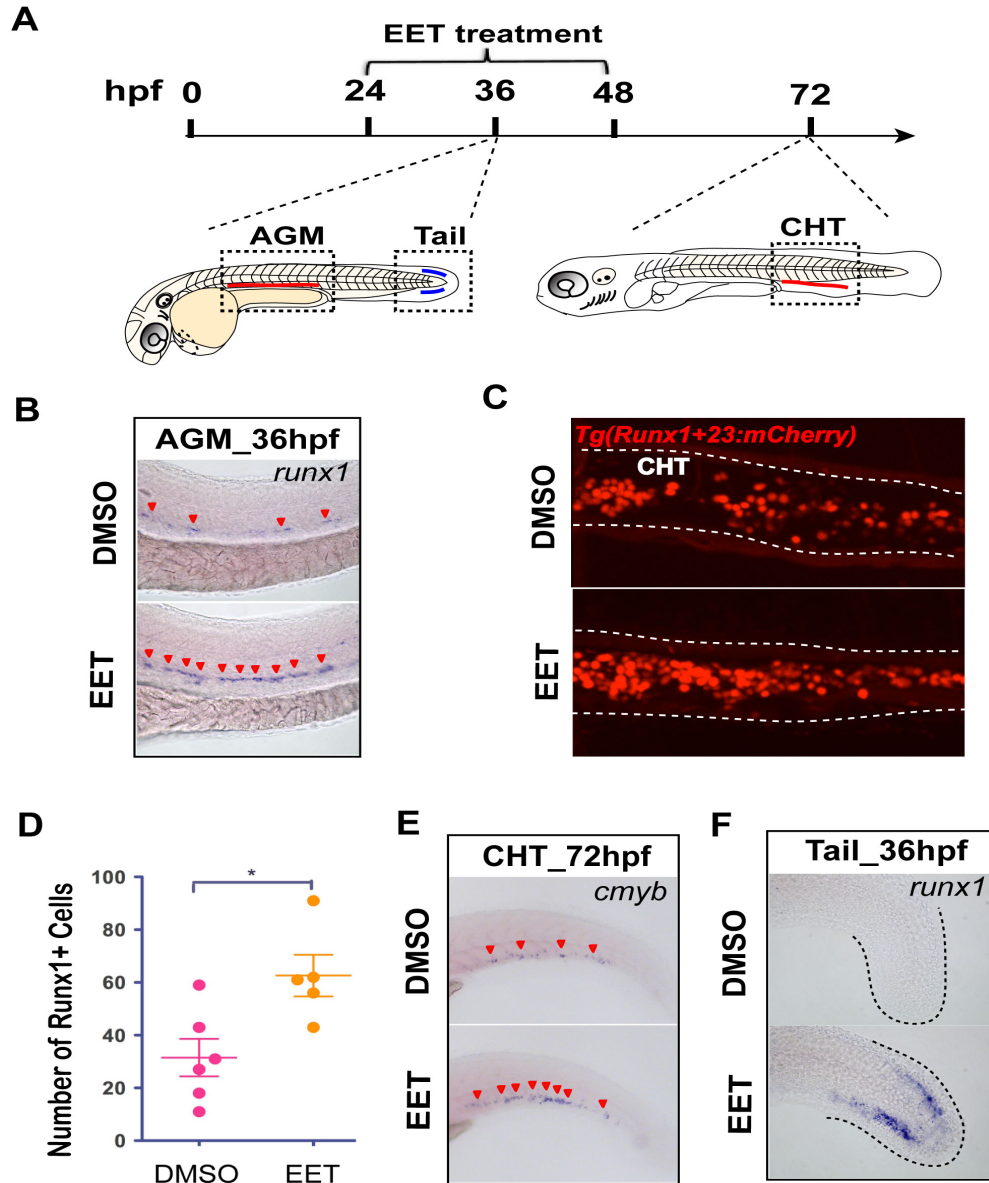 A
EET treatment
hpf 0 24 36 48 72
AGM Tail CHT
B
AGM_36hpf
runx1
DMSO
EET
C
Tg(Runx1+23:mCherry)
CHT
DMSO
EET
D
Number of Runx1+ Cells
100
80
60
40
20
0
*
DMSO EET
E
CHT_72hpf
cmyb
DMSO
EET
F
Tail_36hpf
runx1
DMSO
EET